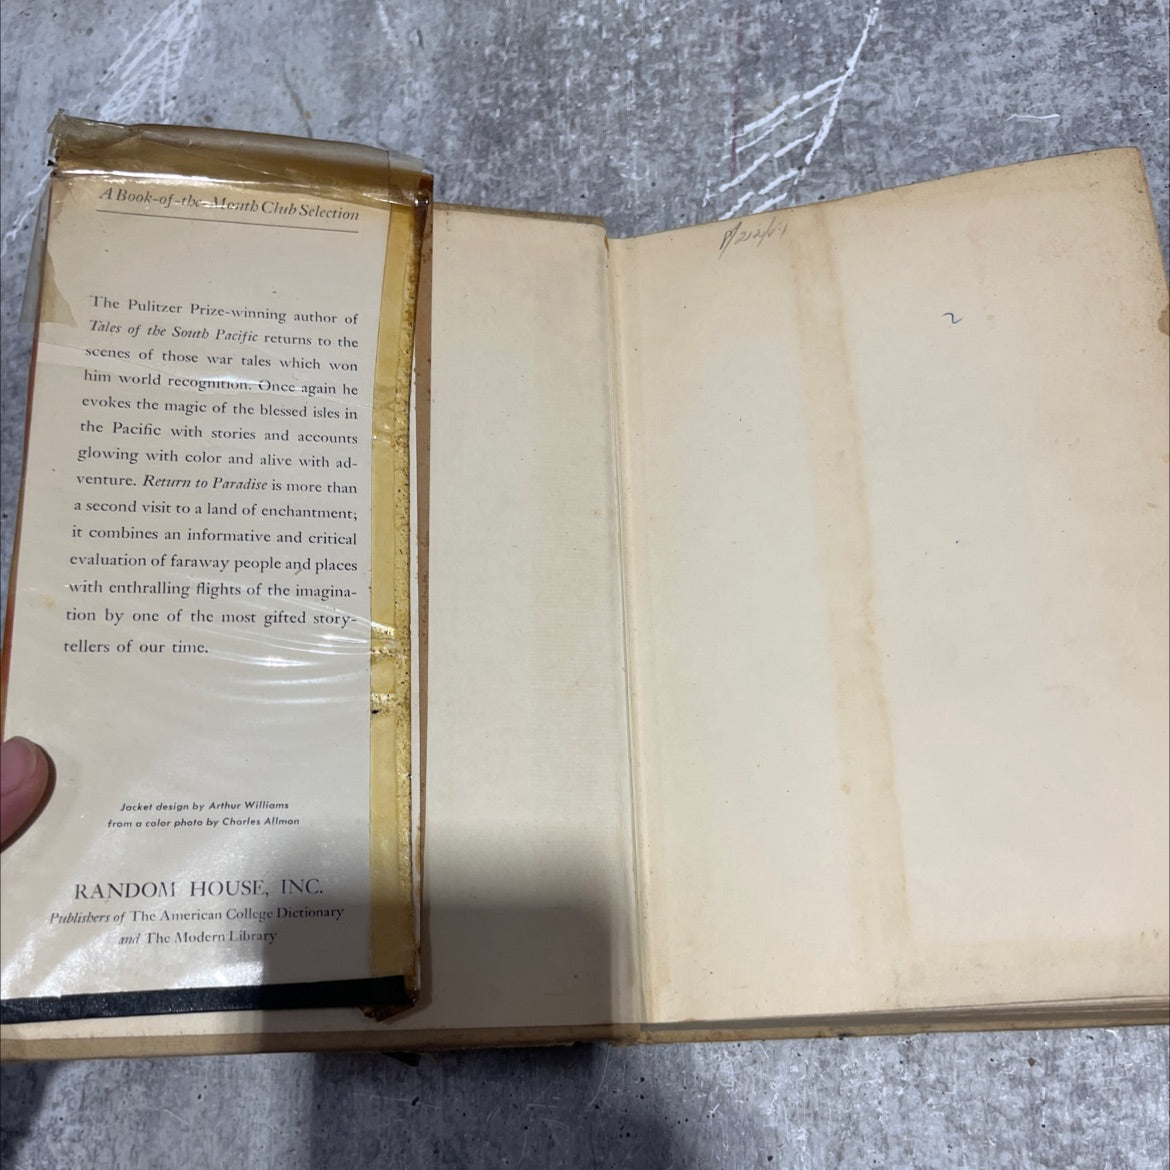 A Book-of-the-Month Club Selection
The Pulitzer Prize-winning author of
Tales of the South Pacific returns to the
scenes of those war tales which won
him world recognition. Once again he
evokes the magic of the blessed isles in
the Pacific with stories and accounts
glowing with color and alive with ad-
venture. Return to Paradise is more than
a second visit to a land of enchantment;
it combines an informative and critical
evaluation of faraway people and places
with enthralling flights of the imagina-
tion by one of the most gifted story-
tellers of our time.
Jacket design by Arthur Williams
from a color photo by Charles Allmon
RANDOM HOUSE, INC.
Publishers of The American College Dictionary
and The Modern Library